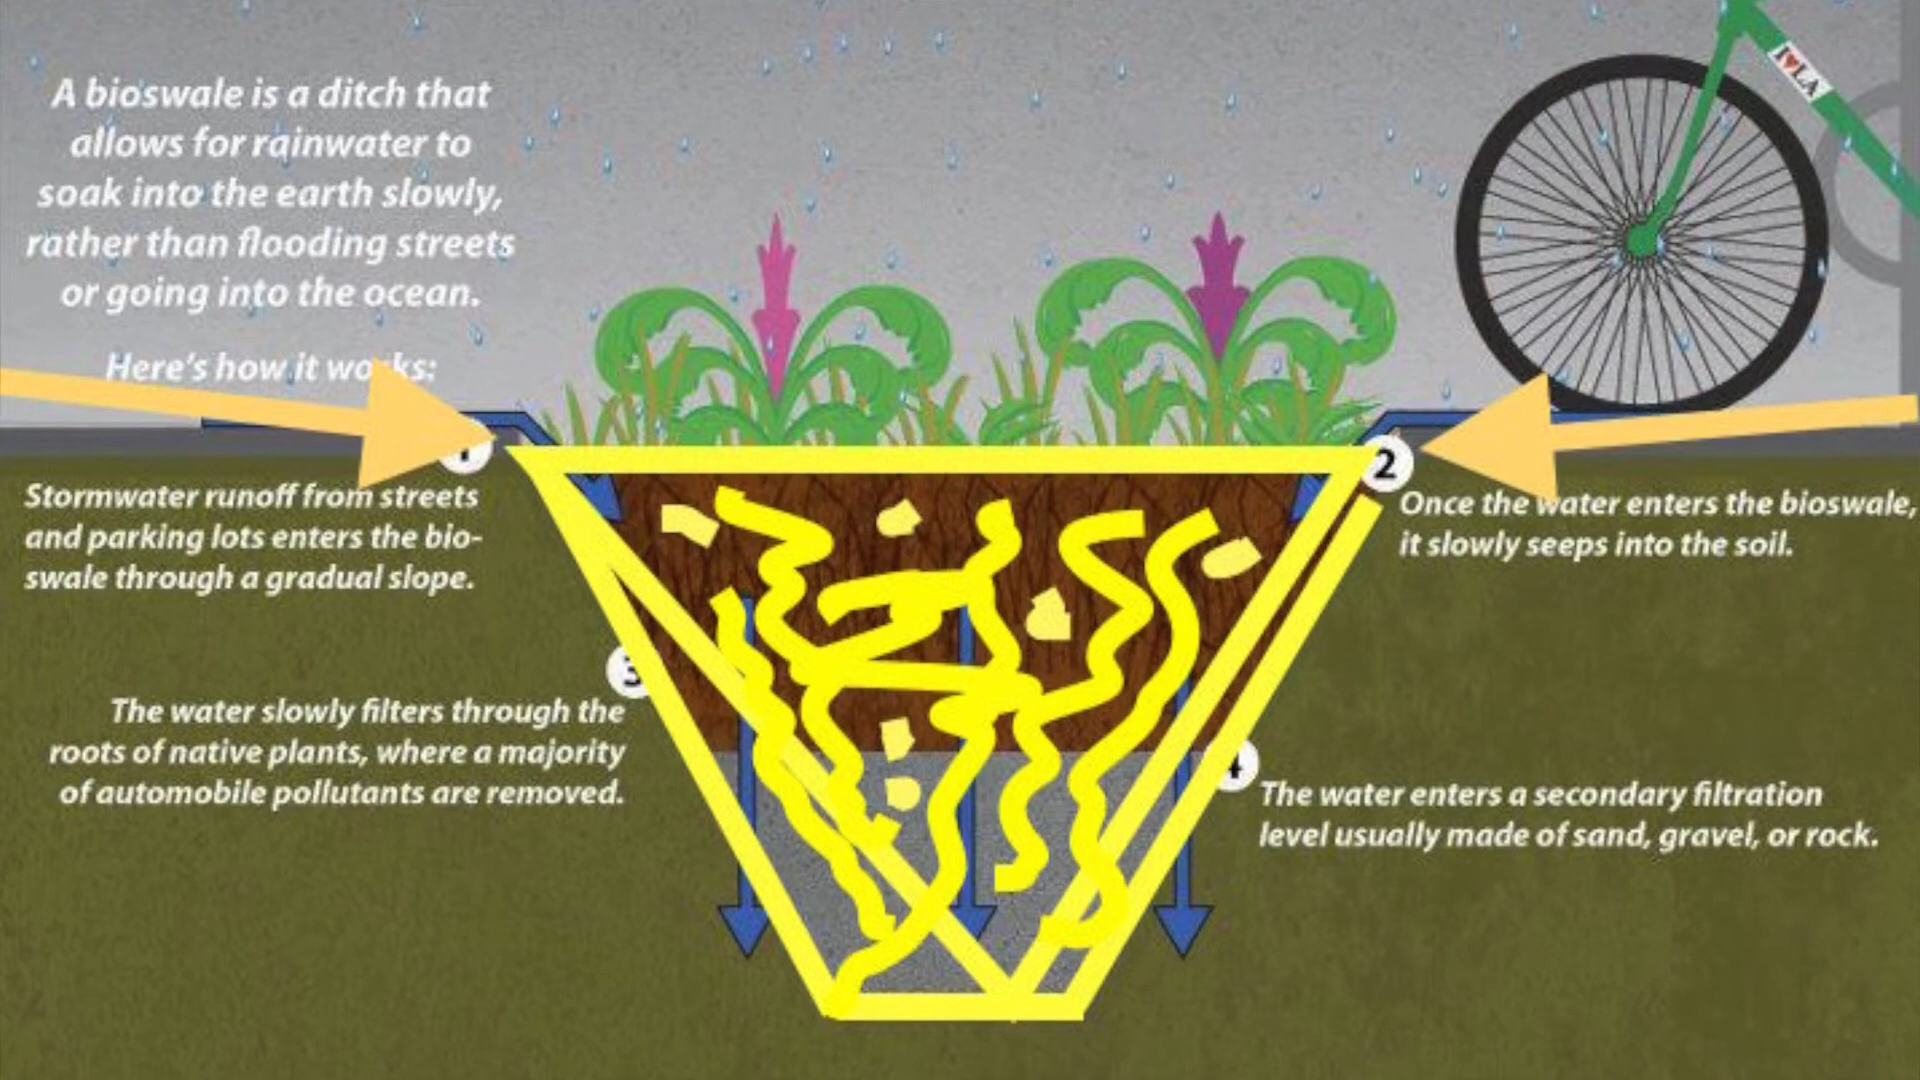 A bioswale is a ditch that
allows for rainwater to
soak into the earth slowly,
rather than flooding streets
or going into the ocean.
Here's how it works:
I♥LA
1
Stormwater runoff from streets
and parking lots enters the bio-
swale through a gradual slope.
2
Once the water enters the bioswale,
it slowly seeps into the soil.
3
The water slowly filters through the
roots of native plants, where a majority
of automobile pollutants are removed.
4
The water enters a secondary filtration
level usually made of sand, gravel, or rock.